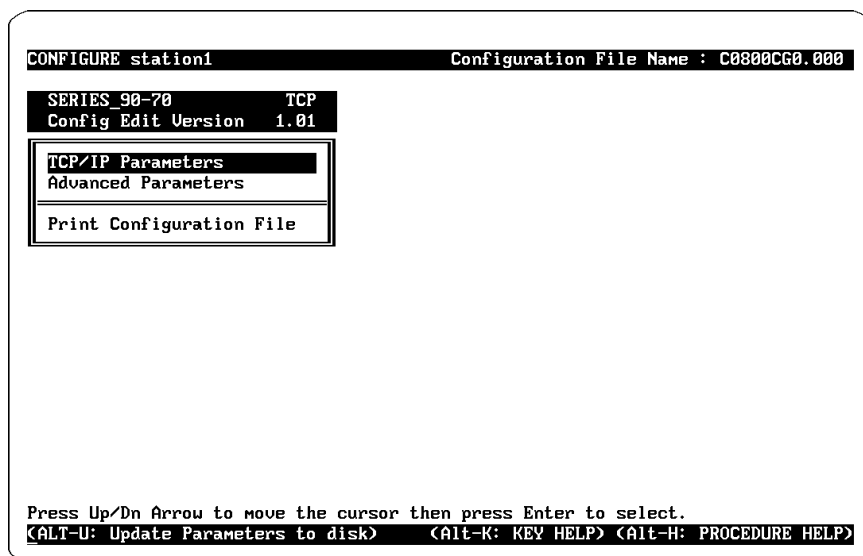 CONFIGURE station1 Configuration File Name : C0800CG0.000
SERIES_90-70 TCP
Config Edit Version 1.01
TCP/IP Parameters
Advanced Parameters
Print Configuration File
Press Up/Dn Arrow to move the cursor then press Enter to select.
(ALT-U: Update Parameters to disk) (Alt-K: KEY HELP) (Alt-H: PROCEDURE HELP)